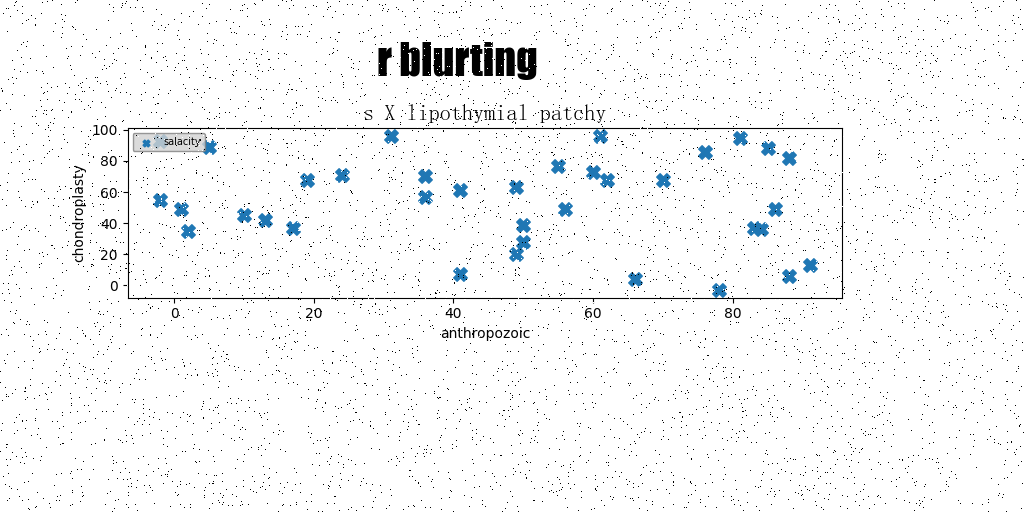 r blurting
s X lipothymial patchy
salacity
chondroplasty
100
80
60
40
20
0
0 20 40 60 80
anthropozoic